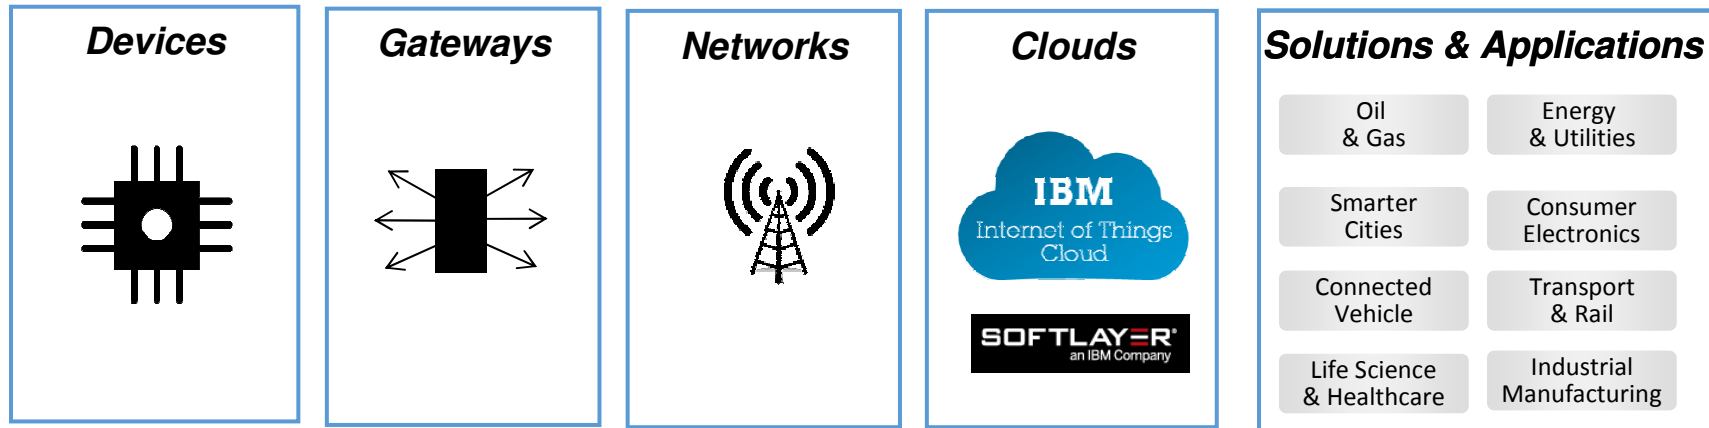 Devices
Gateways
Networks
Clouds
IBM
Internet of Things
Cloud
SOFTLAYER®
an IBM Company
Solutions & Applications
Oil
& Gas
Energy
& Utilities
Smarter
Cities
Consumer
Electronics
Connected
Vehicle
Transport
& Rail
Life Science
& Healthcare
Industrial
Manufacturing